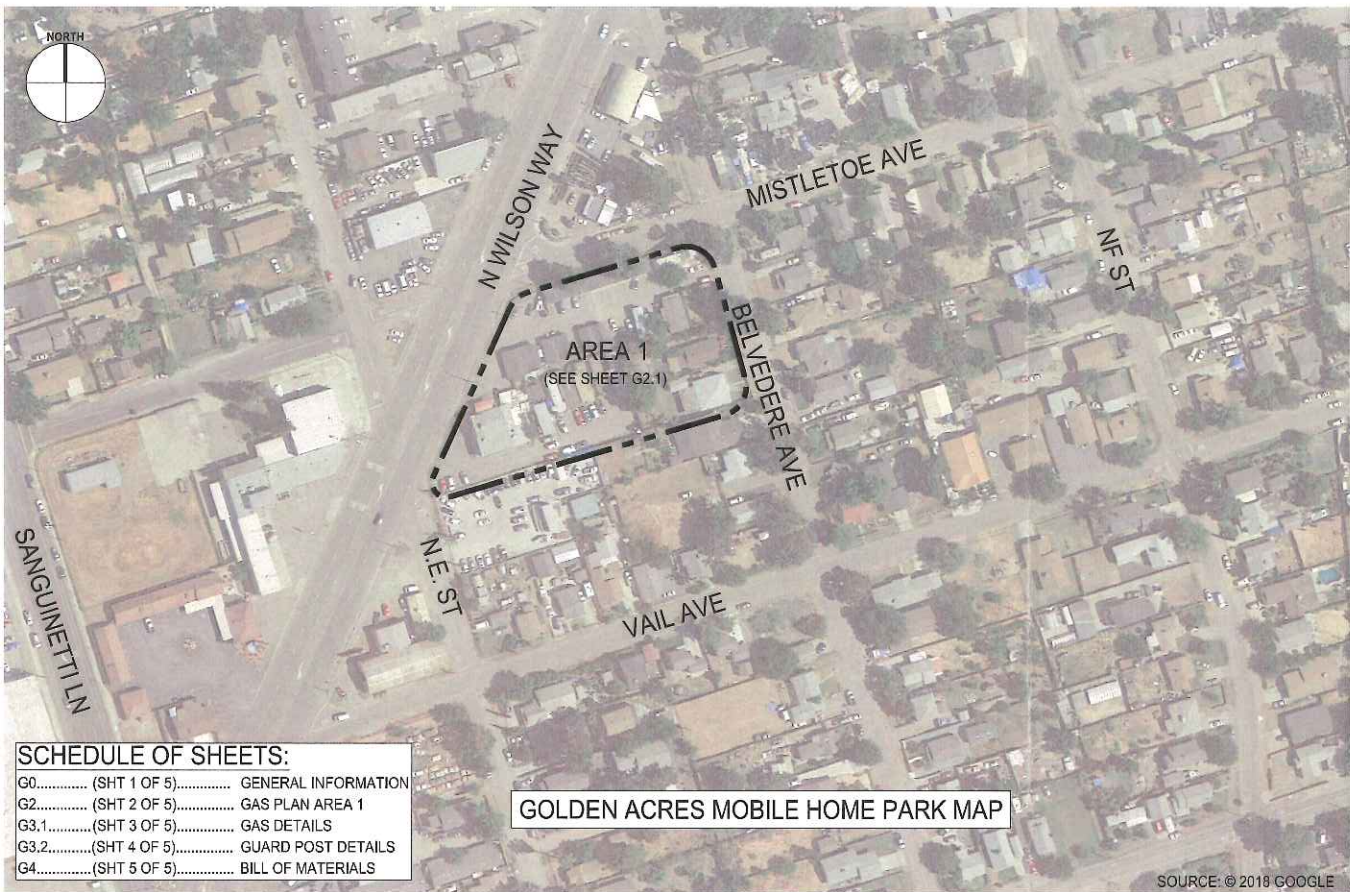 NORTH
N WILSON WAY
MISTLETOE AVE
NF ST
BELVEDERE AVE
AREA 1
(SEE SHEET G2.1)
SANGUINETTI LN
N.E. ST
VAIL AVE
SCHEDULE OF SHEETS:
G0............(SHT 1 OF 5)............. GENERAL INFORMATION
G2............(SHT 2 OF 5).............. GAS PLAN AREA 1
G3.1..........(SHT 3 OF 5).............. GAS DETAILS
G3.2..........(SHT 4 OF 5).............. GUARD POST DETAILS
G4.............(SHT 5 OF 5).............. BILL OF MATERIALS
GOLDEN ACRES MOBILE HOME PARK MAP
SOURCE: © 2018 GOOGLE